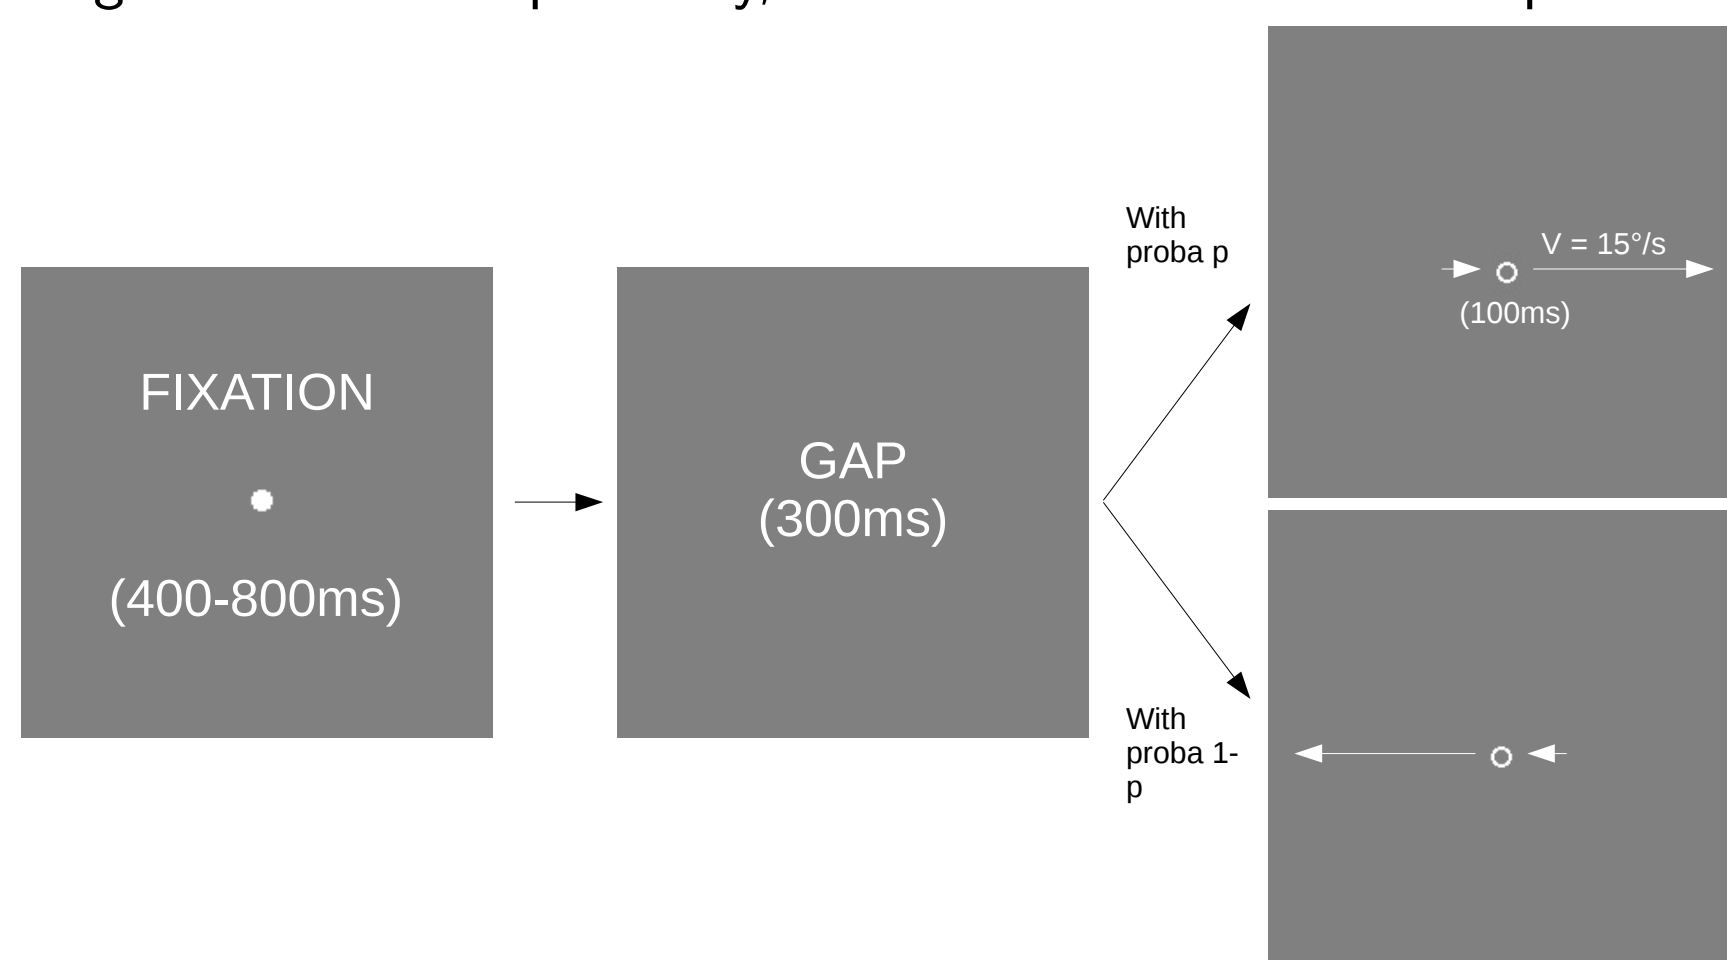 FIXATION
(400-800ms)
GAP
(300ms)
With
proba p
V = 15°/s
(100ms)
With
proba 1-
p